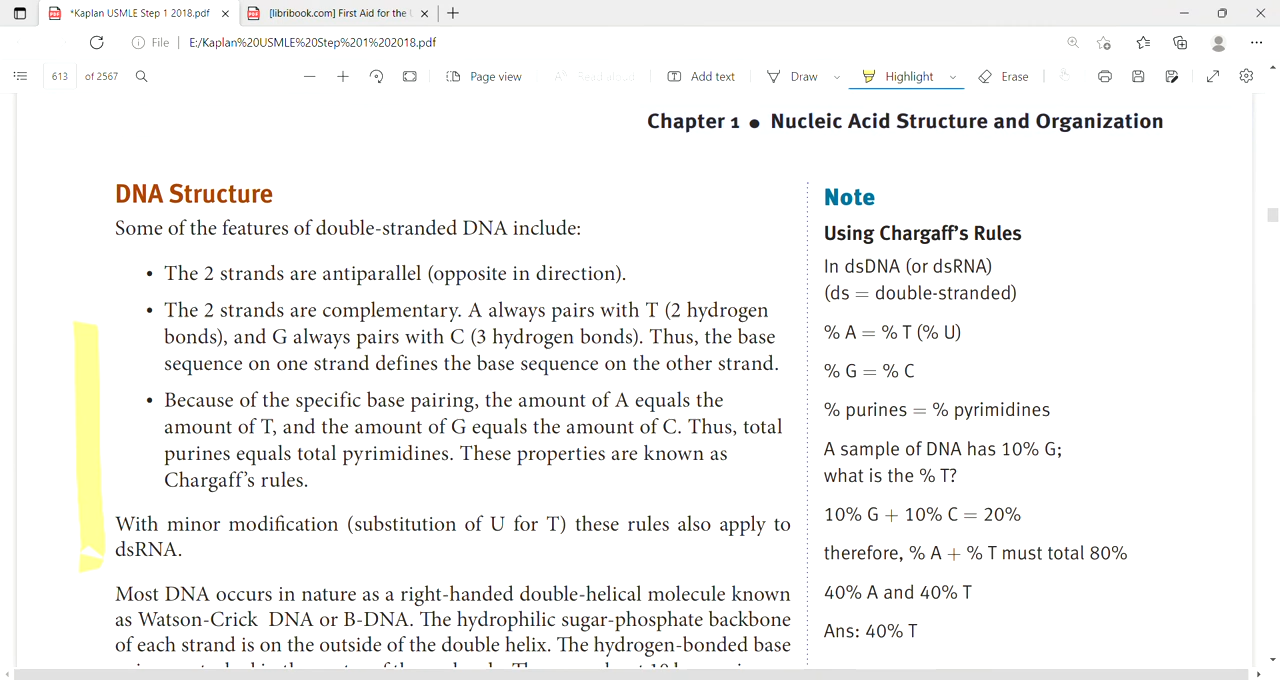 *Kaplan USMLE Step 1 2018.pdf
[libribook.com] First Aid for the
File
E:/Kaplan%20USMLE%20Step%201%202018.pdf
613 of 2567
Page view
Read aloud
Add text
Draw
Highlight
Erase
Chapter 1 ● Nucleic Acid Structure and Organization
DNA Structure
Some of the features of double-stranded DNA include:
• The 2 strands are antiparallel (opposite in direction).
• The 2 strands are complementary. A always pairs with T (2 hydrogen
bonds), and G always pairs with C (3 hydrogen bonds). Thus, the base
sequence on one strand defines the base sequence on the other strand.
• Because of the specific base pairing, the amount of A equals the
amount of T, and the amount of G equals the amount of C. Thus, total
purines equals total pyrimidines. These properties are known as
Chargaff’s rules.
With minor modification (substitution of U for T) these rules also apply to
dsRNA.
Most DNA occurs in nature as a right-handed double-helical molecule known
as Watson-Crick DNA or B-DNA. The hydrophilic sugar-phosphate backbone
of each strand is on the outside of the double helix. The hydrogen-bonded base
Note
Using Chargaff’s Rules
In dsDNA (or dsRNA)
(ds = double-stranded)
% A = % T (% U)
% G = % C
% purines = % pyrimidines
A sample of DNA has 10% G;
what is the % T?
10% G + 10% C = 20%
therefore, % A + % T must total 80%
40% A and 40% T
Ans: 40% T